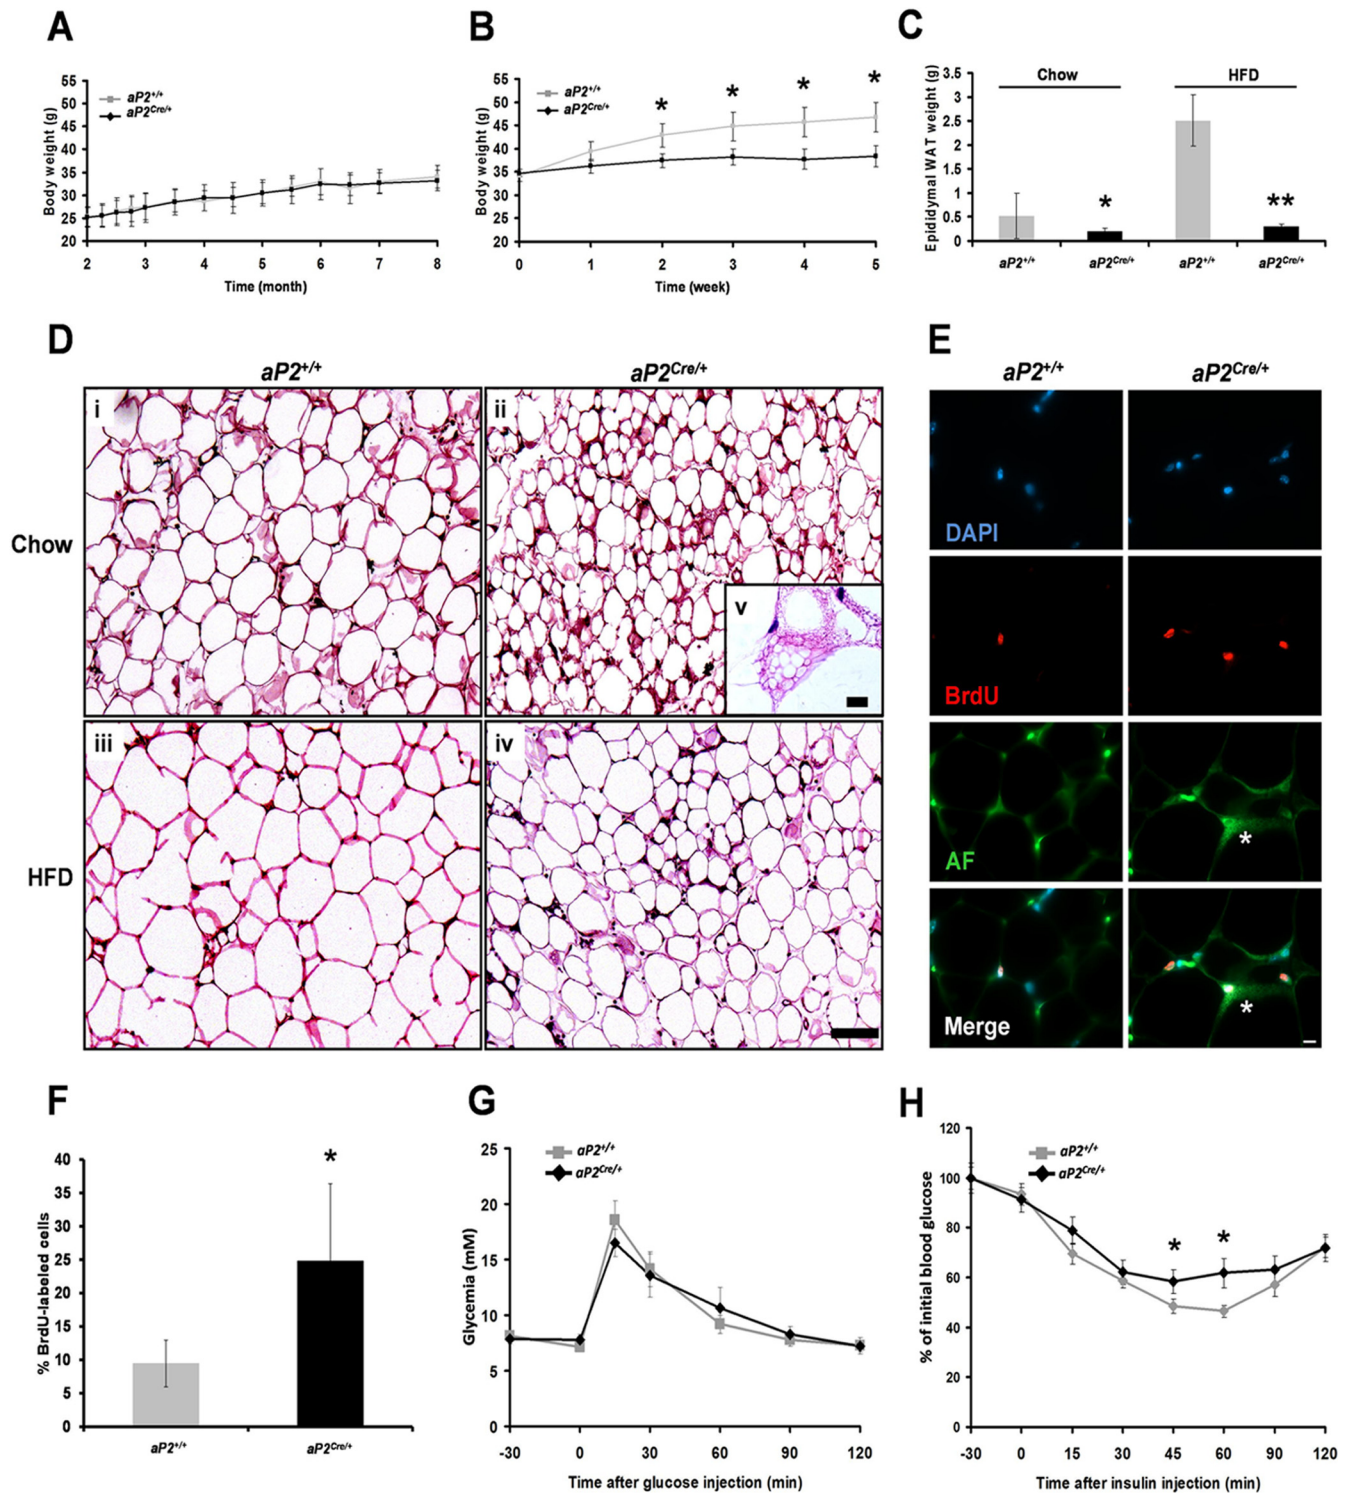 A
55
50
45
40
35
30
25
20
Body weight (g)
aP2+/+
aP2Cre/+
2 3 4 5 6 7 8
Time (month)
B
55
50
45
40
35
30
25
20
Body weight (g)
aP2+/+
aP2Cre/+
* * * *
0 1 2 3 4 5
Time (week)
C
3.5
3
2.5
2
1.5
1
0.5
0
Epididymal WAT weight (g)
Chow HFD
* **
aP2+/+ aP2Cre/+ aP2+/+ aP2Cre/+
D
aP2+/+ aP2Cre/+
Chow
i ii
v
HFD
iii iv
E
aP2+/+ aP2Cre/+
DAPI
BrdU
AF
*
Merge
*
F
40
35
30
25
20
15
10
5
0
% BrdU-labeled cells
*
aP2+/+ aP2Cre/+
G
25
20
15
10
5
0
Glycemia (mM)
aP2+/+
aP2Cre/+
-30 0 30 60 90 120
Time after glucose injection (min)
H
120
100
80
60
40
20
0
% of initial blood glucose
aP2+/+
aP2Cre/+
* *
-30 0 15 30 45 60 90 120
Time after insulin injection (min)